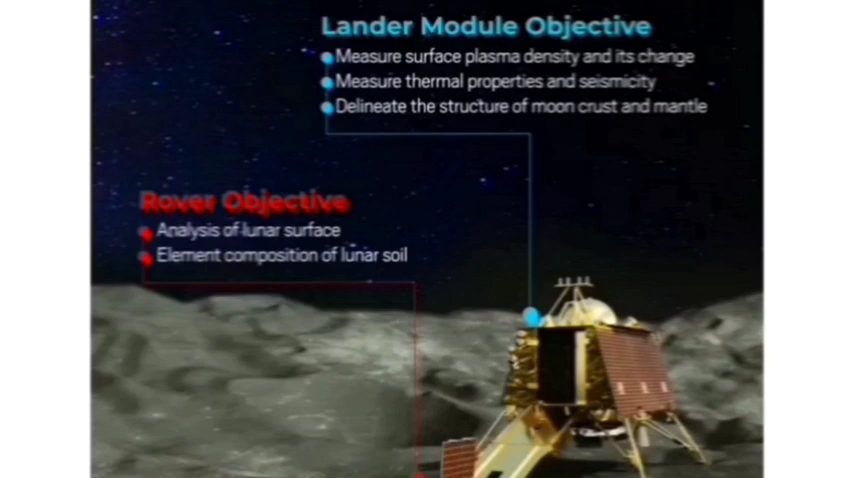 Lander Module Objective
Measure surface plasma density and its change
Measure thermal properties and seismicity
Delineate the structure of moon crust and mantle
Rover Objective
Analysis of lunar surface
Element composition of lunar soil